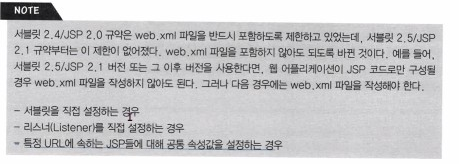 NOTE
서블릿 2.4/JSP 2.0 규약은 web.xml 파일을 반드시 포함하도록 제한하고 있었는데, 서블릿 2.5/JSP
2.1 규약부터는 이 제한이 없어졌다. web.xml 파일을 포함하지 않아도 되도록 바뀐 것이다. 예를 들어,
서블릿 2.5/JSP 2.1 버전 또는 그 이후 버전을 사용한다면, 웹 어플리케이션이 JSP 코드로만 구성될
경우 web.xml 파일을 작성하지 않아도 된다. 그러나 다음 경우에는 web.xml 파일을 작성해야 한다.
- 서블릿을 직접 설정하는 경우
- 리스너(Listener)를 직접 설정하는 경우
- 특정 URL에 속하는 JSP들에 대해 공통 속성값을 설정하는 경우